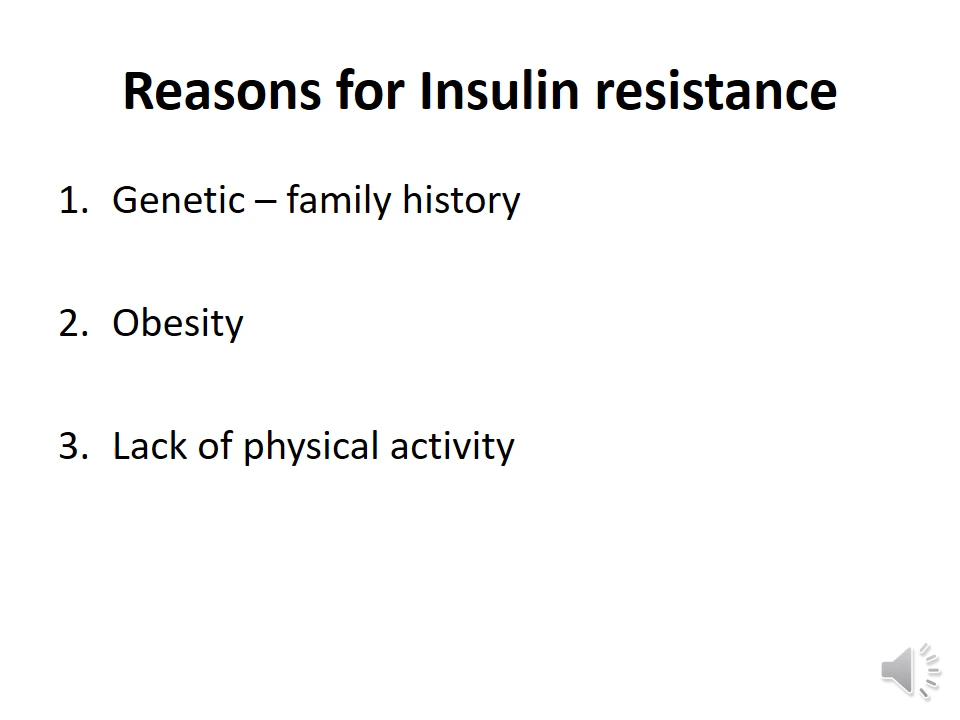 Reasons for Insulin resistance
1. Genetic – family history
2. Obesity
3. Lack of physical activity